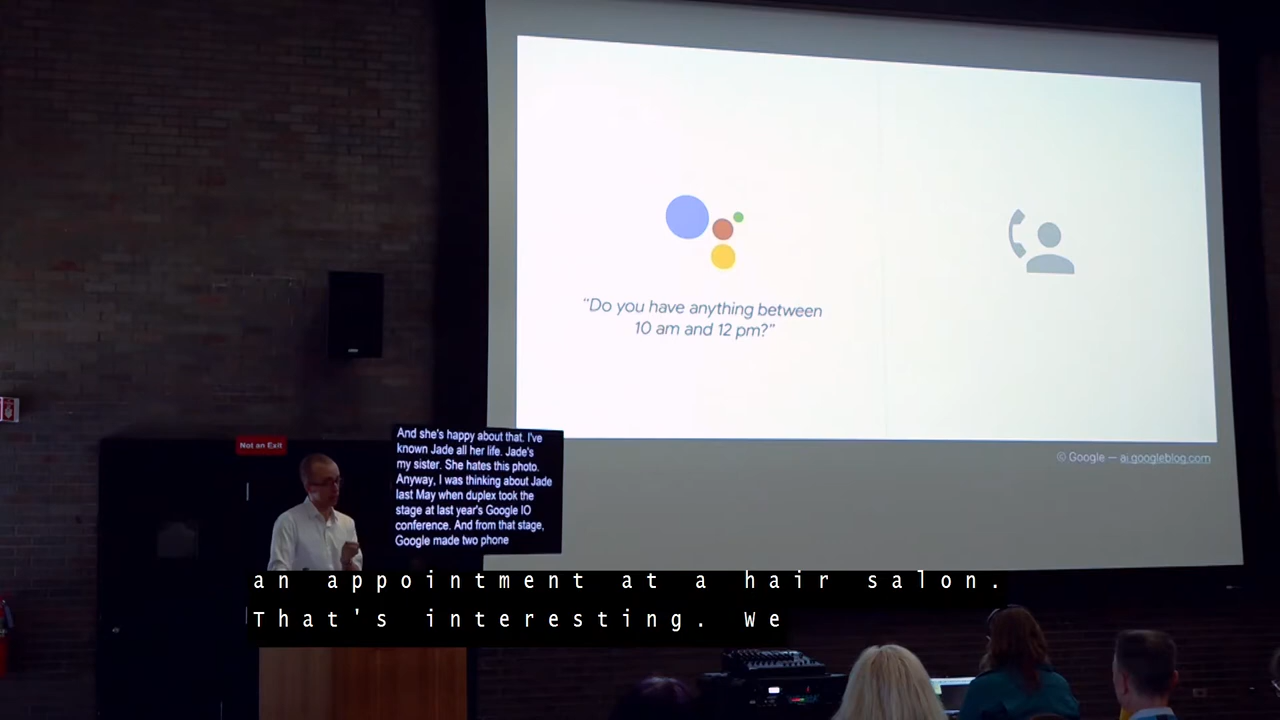 "Do you have anything between
10 am and 12 pm?"
© Google — ai.googleblog.com
Not an Exit
And she's happy about that. I've
known Jade all her life. Jade's
my sister. She hates this photo.
Anyway, I was thinking about Jade
last May when duplex took the
stage at last year's Google IO
conference. And from that stage,
Google made two phone
an appointment at a hair salon.
That's interesting. We